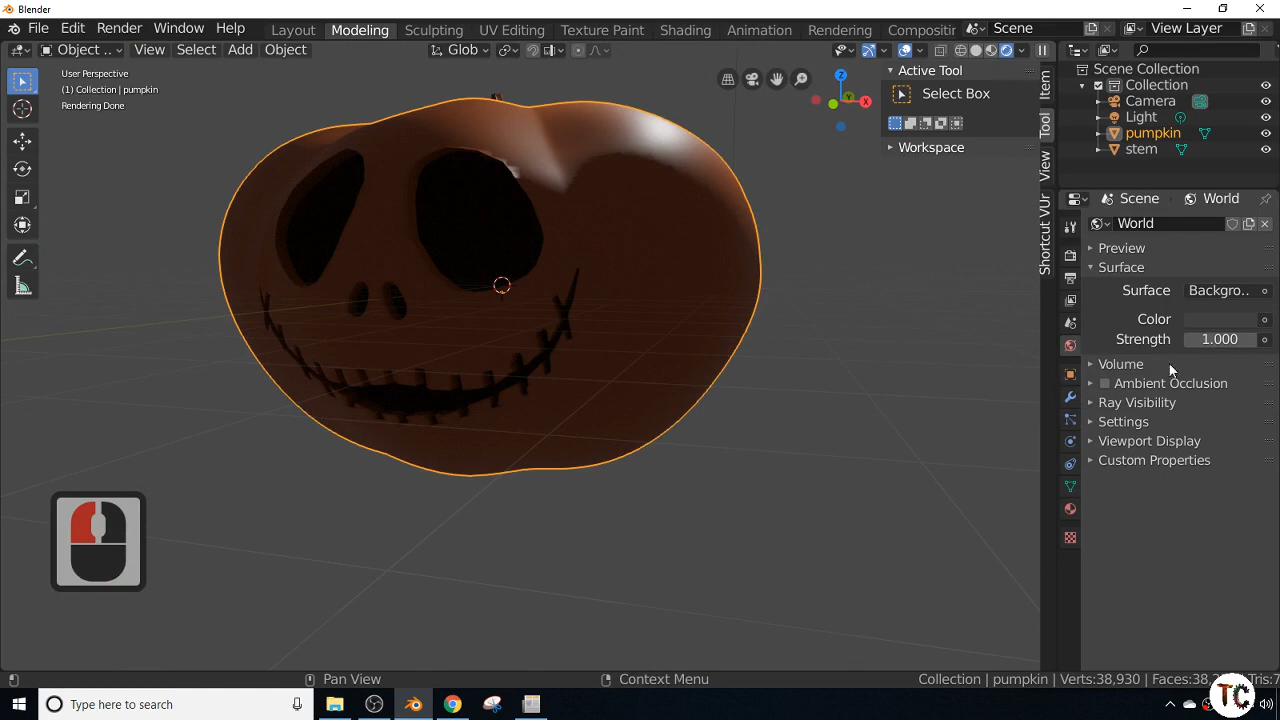 Blender
File Edit Render Window Help
Layout Modeling Sculpting UV Editing Texture Paint Shading Animation Rendering
Scene
View Layer
Object .. View Select Add Object
Glob
User Perspective
(1) Collection | pumpkin
Rendering Done
Active Tool
Select Box
Workspace
Item
Tool
View
Shortcut VUr
Scene Collection
Collection
Camera
Light
pumpkin
stem
Scene World
World
Preview
Surface
Surface Backgro..
Color
Strength 1.000
Volume
Ambient Occlusion
Ray Visibility
Settings
Viewport Display
Custom Properties
Z
Y
X
Pan View
Context Menu
Collection | pumpkin | Verts:38,930 | Faces:38,
Tris:7
Type here to search
TC